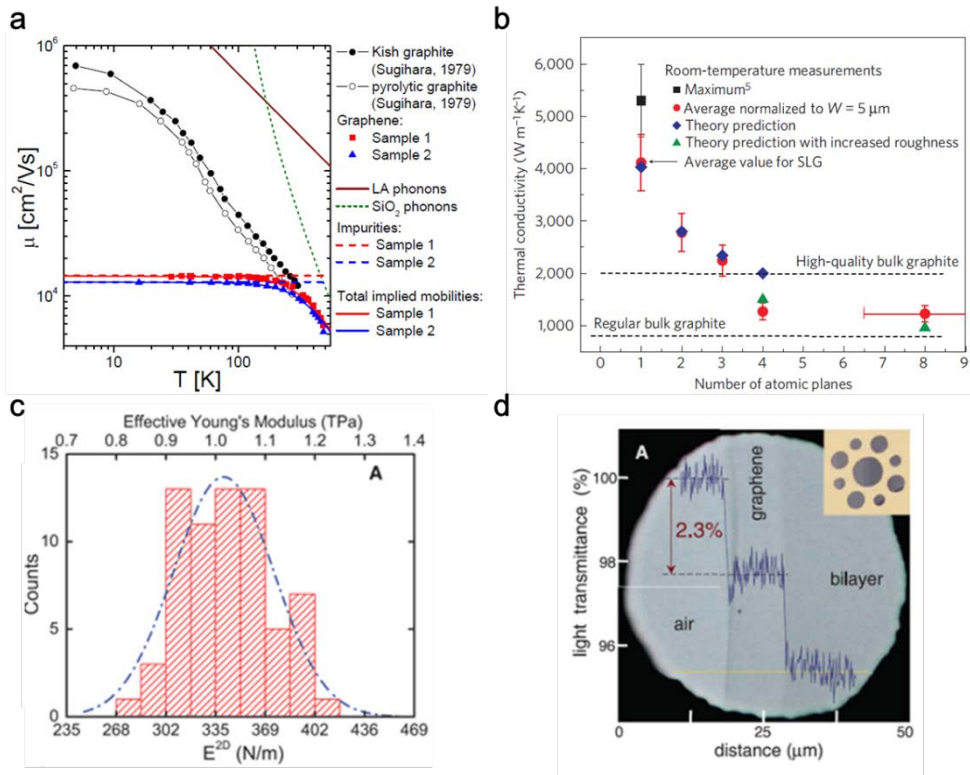 a
μ [cm²/Vs]
10⁶
10⁵
10⁴
10
100
T [K]
Kish graphite
(Sugihara, 1979)
pyrolytic graphite
(Sugihara, 1979)
Graphene:
Sample 1
Sample 2
LA phonons
SiO₂ phonons
Impurities:
Sample 1
Sample 2
Total implied mobilities:
Sample 1
Sample 2
b
Thermal conductivity (W m⁻¹K⁻¹)
6,000
5,000
4,000
3,000
2,000
1,000
Room-temperature measurements
Maximum⁵
Average normalized to W = 5 μm
Theory prediction
Theory prediction with increased roughness
Average value for SLG
High-quality bulk graphite
Regular bulk graphite
0 1 2 3 4 5 6 7 8 9
Number of atomic planes
c
Effective Young's Modulus (TPa)
0.7 0.8 0.9 1.0 1.1 1.2 1.3 1.4
A
Counts
15
10
5
0
235 268 302 335 369 402 436 469
E²ᴰ (N/m)
d
A
light transmittance (%)
100
98
96
2.3%
graphene
air
bilayer
0 25 50
distance (μm)